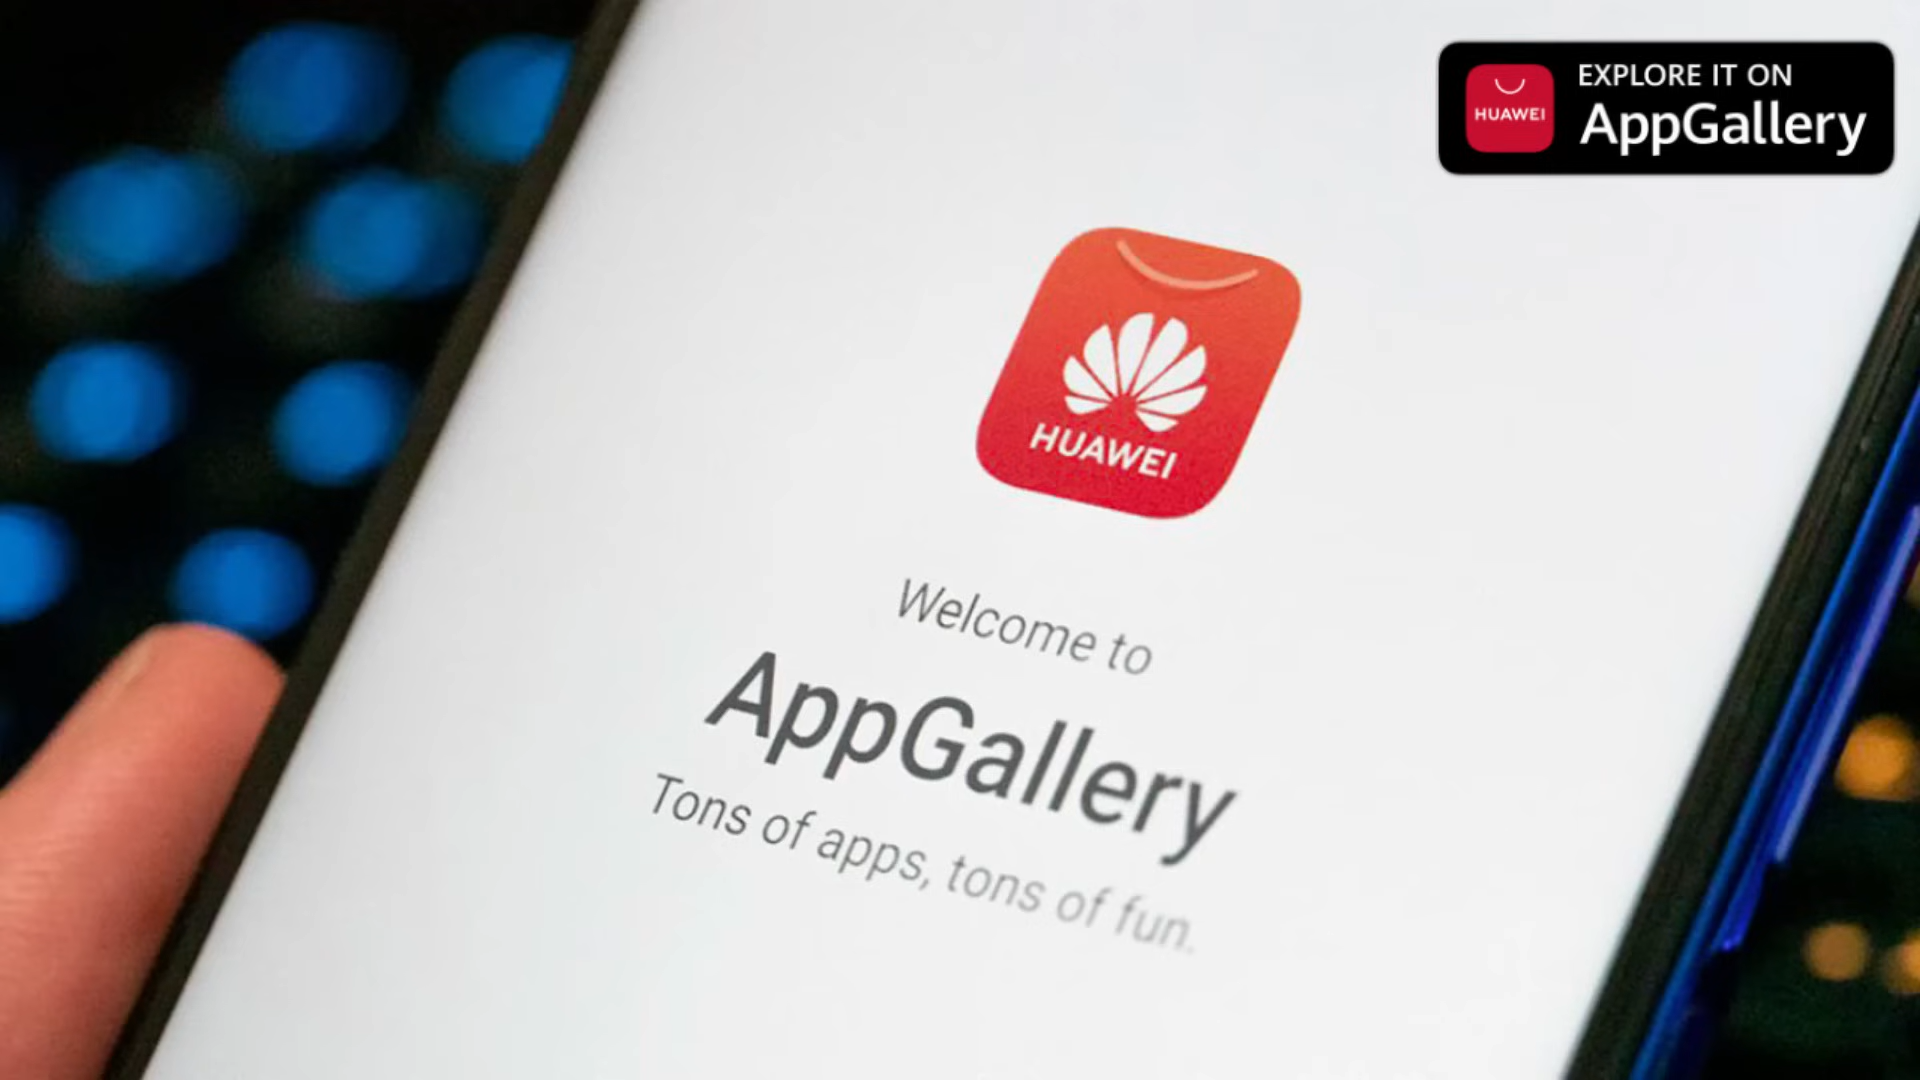 EXPLORE IT ON
HUAWEI
AppGallery
HUAWEI
Welcome to
AppGallery
Tons of apps, tons of fun.